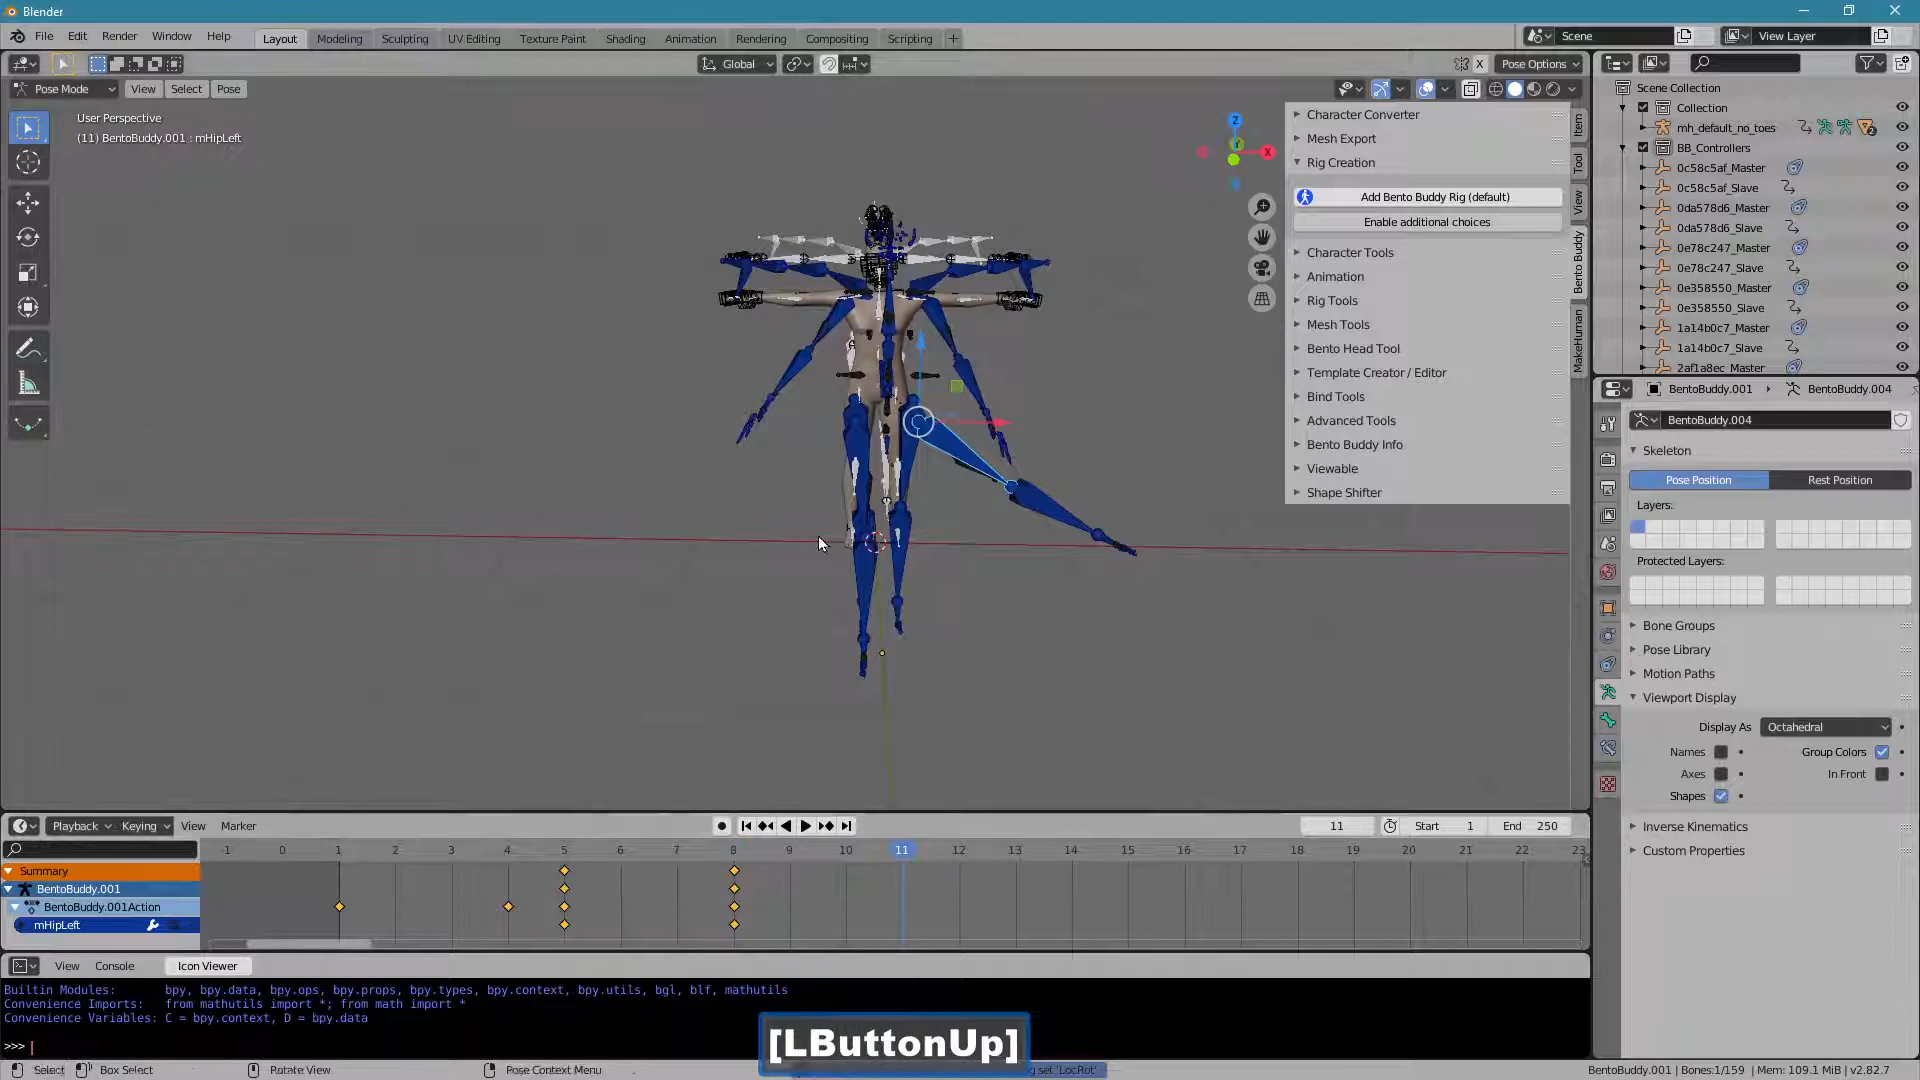 Blender
File Edit Render Window Help
Layout Modeling Sculpting UV Editing Texture Paint Shading Animation Rendering Compositing Scripting +
Scene
View Layer
Global
X
Pose Options
Pose Mode View Select Pose
User Perspective
(11) BentoBuddy.001 : mHipLeft
Z
X
Character Converter
Mesh Export
Rig Creation
Add Bento Buddy Rig (default)
Enable additional choices
Character Tools
Animation
Rig Tools
Mesh Tools
Bento Head Tool
Template Creator / Editor
Bind Tools
Advanced Tools
Bento Buddy Info
Viewable
Shape Shifter
Item
Tool
View
Bento Buddy
MakeHuman
Scene Collection
Collection
mh_default_no_toes
BB_Controllers
0c58c5af_Master
0c58c5af_Slave
0da578d6_Master
0da578d6_Slave
0e78c247_Master
0e78c247_Slave
0e358550_Master
0e358550_Slave
1a14b0c7_Master
1a14b0c7_Slave
2af1a8ec_Master
BentoBuddy.001 BentoBuddy.004
BentoBuddy.004
Skeleton
Pose Position Rest Position
Layers:
Protected Layers:
Bone Groups
Pose Library
Motion Paths
Viewport Display
Display As Octahedral
Names Group Colors
Axes In Front
Shapes
Inverse Kinematics
Custom Properties
Playback Keying View Marker
11 Start 1 End 250
-1 0 1 2 3 4 5 6 7 8 9 10 11 12 13 14 15 16 17 18 19 20 21 22 23
Summary
BentoBuddy.001
BentoBuddy.001Action
mHipLeft
View Console Icon Viewer
Builtin Modules: bpy, bpy.data, bpy.ops, bpy.props, bpy.types, bpy.context, bpy.utils, bgl, blf, mathutils
Convenience Imports: from mathutils import *; from math import *
Convenience Variables: C = bpy.context, D = bpy.data
>>>
[LButtonUp]
Select Box Select Rotate View Pose Context Menu
set 'LocRot'
BentoBuddy.001 | Bones:1/159 | Mem: 109.1 MiB | v2.82.7